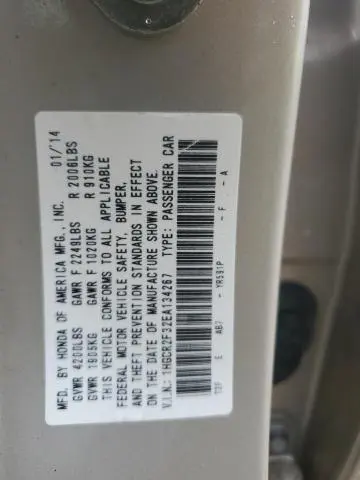 MFD. BY HONDA OF AMERICA MFG., INC. 01/14
GVWR 4200LBS GAWR F 2249LBS R 2006LBS
GVWR 1905KG GAWR F 1020KG R 910KG
THIS VEHICLE CONFORMS TO ALL APPLICABLE
FEDERAL MOTOR VEHICLE SAFETY, BUMPER,
AND THEFT PREVENTION STANDARDS IN EFFECT
ON THE DATE OF MANUFACTURE SHOWN ABOVE.
V.I.N.: 1HGCR2F32EA134267 TYPE: PASSENGER CAR
T2F E AB7 - YR591P - F - A